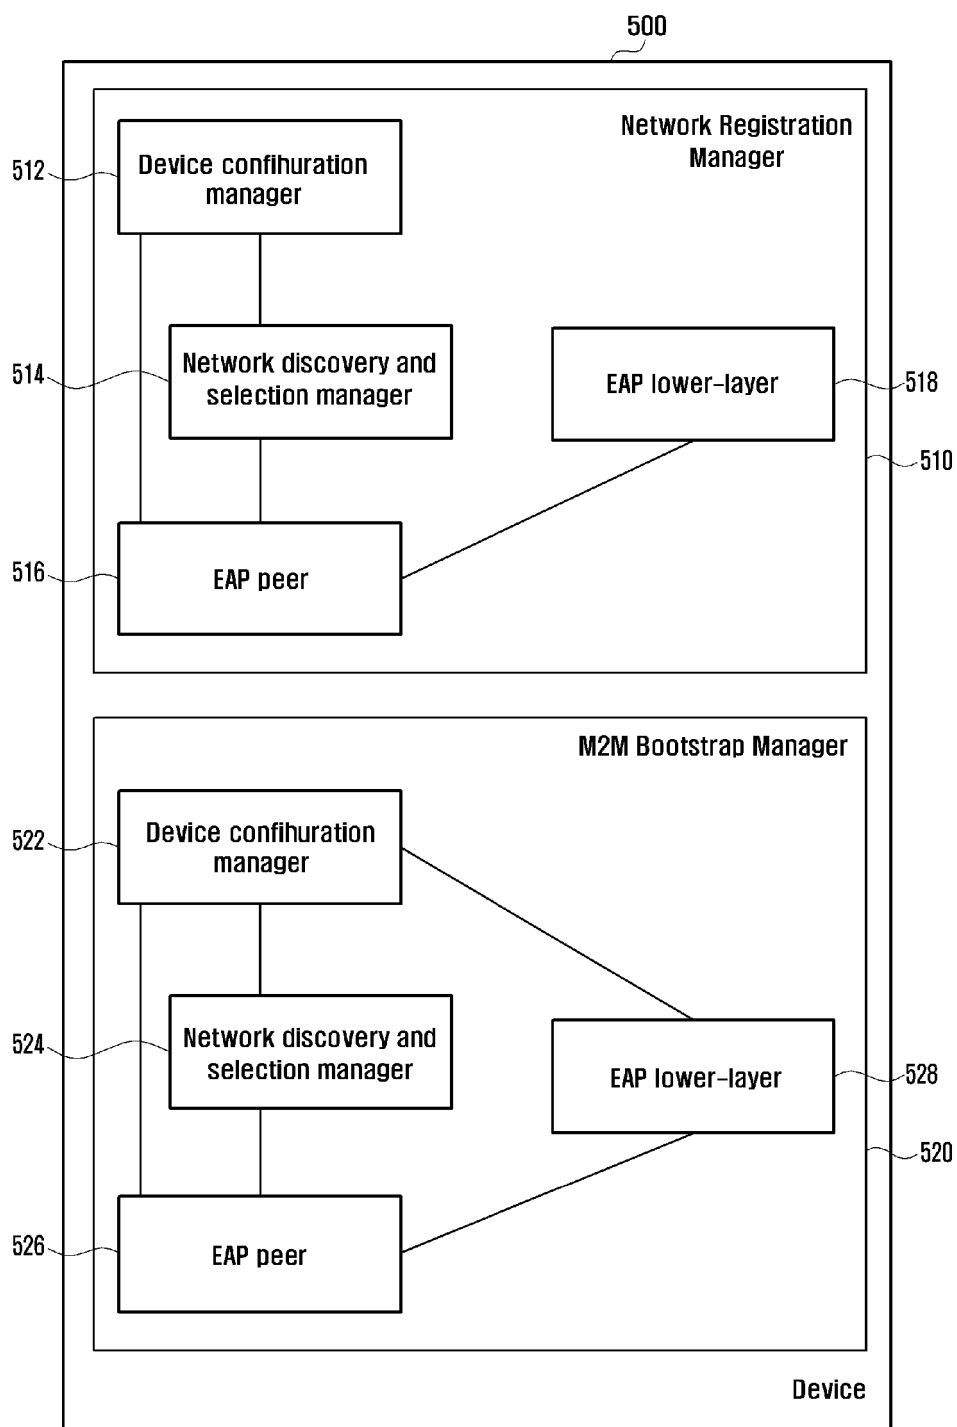 500
Network Registration
Manager
512
Device confihuration
manager
514
Network discovery and
selection manager
EAP lower-layer
518
510
516
EAP peer
M2M Bootstrap Manager
522
Device confihuration
manager
524
Network discovery and
selection manager
EAP lower-layer
528
520
526
EAP peer
Device